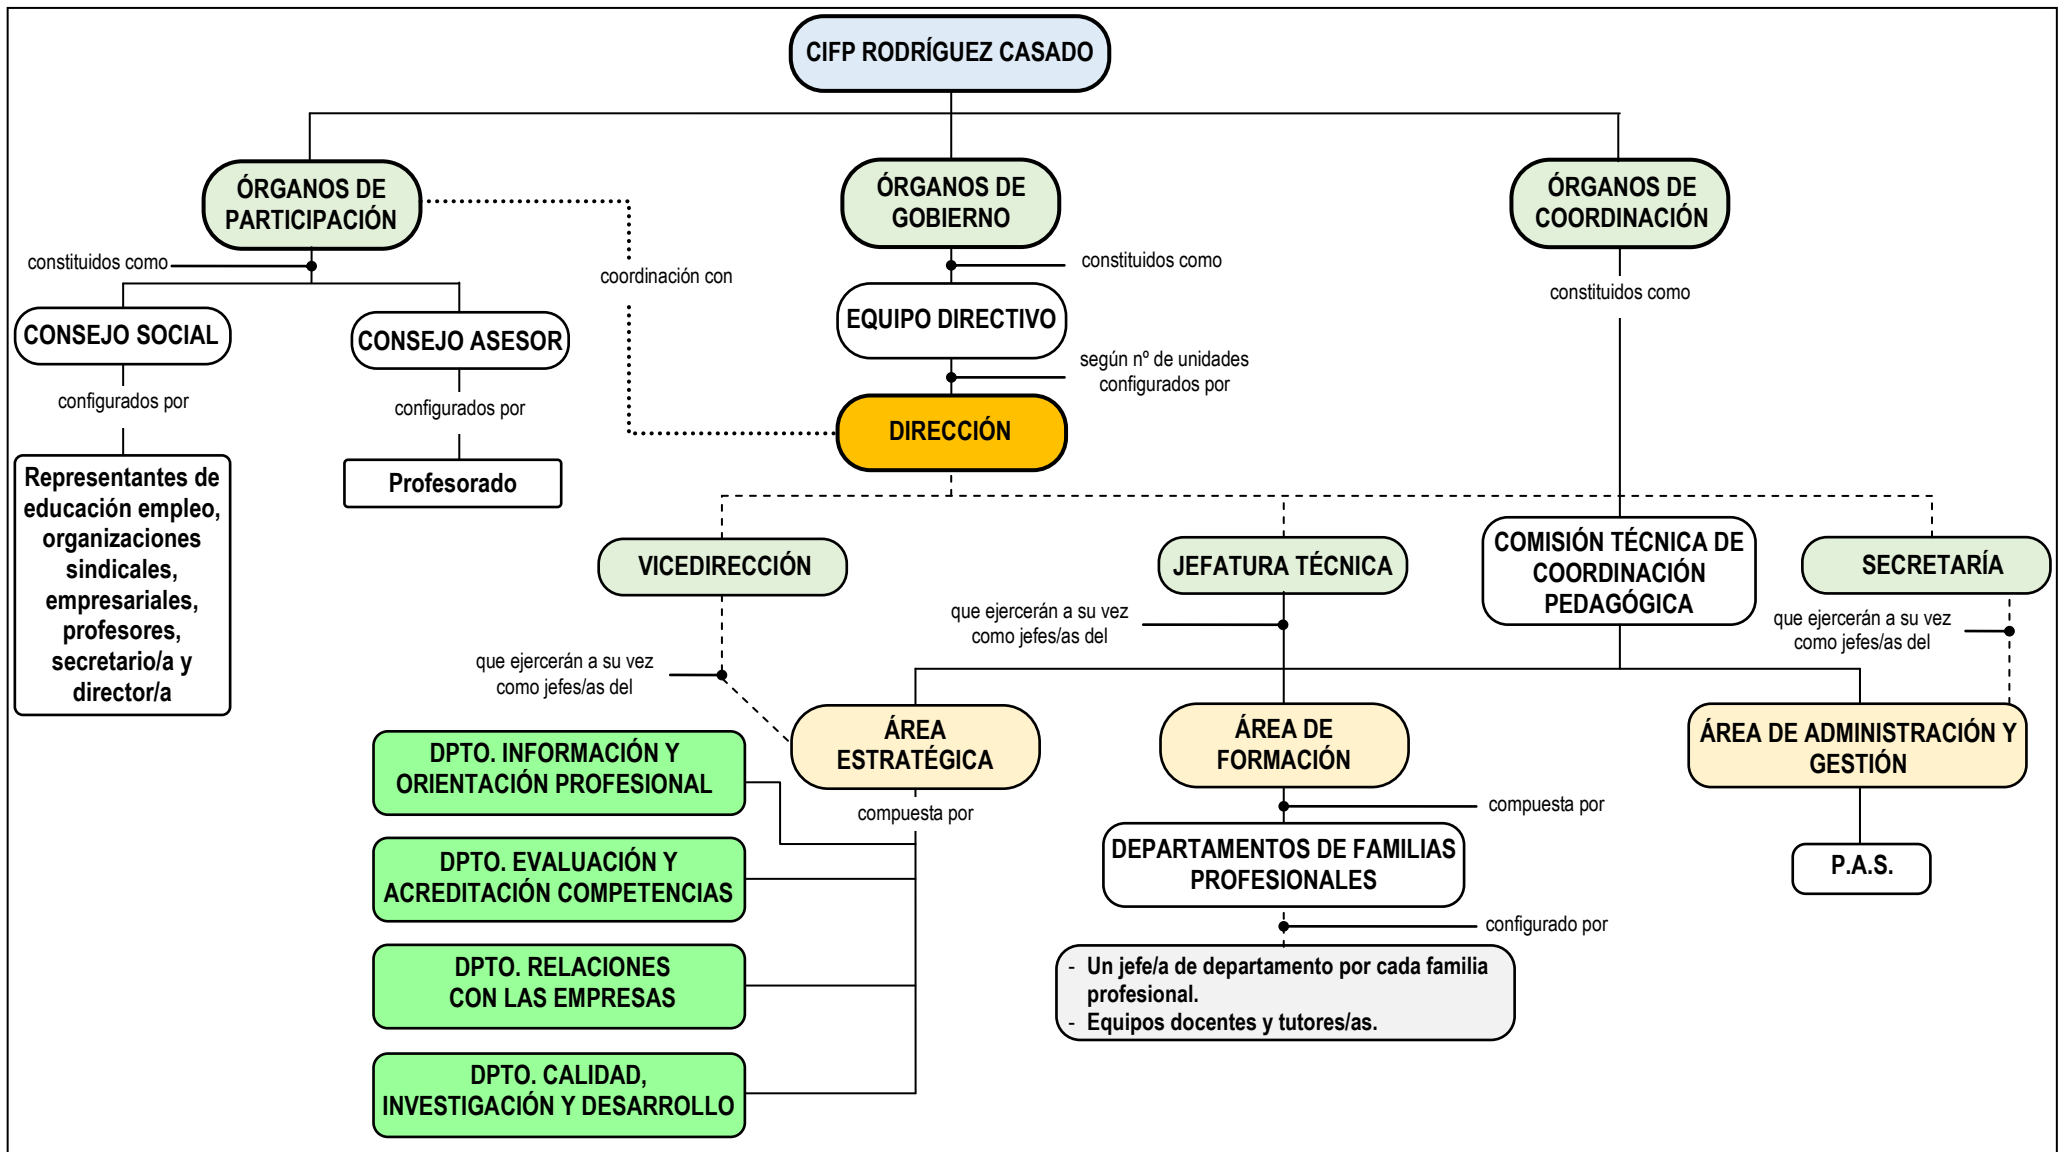 CIFP RODRÍGUEZ CASADO
ÓRGANOS DE
PARTICIPACIÓN
ÓRGANOS DE
GOBIERNO
ÓRGANOS DE
COORDINACIÓN
constituidos como
coordinación con
constituidos como
constituidos como
CONSEJO SOCIAL
CONSEJO ASESOR
EQUIPO DIRECTIVO
según nº de unidades
configurados por
configurados por
configurados por
DIRECCIÓN
Representantes de
educación empleo,
organizaciones
sindicales,
empresariales,
profesores,
secretario/a y
director/a
Profesorado
VICEDIRECCIÓN
JEFATURA TÉCNICA
COMISIÓN TÉCNICA DE
COORDINACIÓN
PEDAGÓGICA
SECRETARÍA
que ejercerán a su vez
como jefes/as del
que ejercerán a su vez
como jefes/as del
que ejercerán a su vez
como jefes/as del
ÁREA
ESTRATÉGICA
ÁREA DE
FORMACIÓN
ÁREA DE ADMINISTRACIÓN Y
GESTIÓN
DPTO. INFORMACIÓN Y
ORIENTACIÓN PROFESIONAL
compuesta por
compuesta por
DPTO. EVALUACIÓN Y
ACREDITACIÓN COMPETENCIAS
DEPARTAMENTOS DE FAMILIAS
PROFESIONALES
P.A.S.
configurado por
DPTO. RELACIONES
CON LAS EMPRESAS
- Un jefe/a de departamento por cada familia
profesional.
- Equipos docentes y tutores/as.
DPTO. CALIDAD,
INVESTIGACIÓN Y DESARROLLO